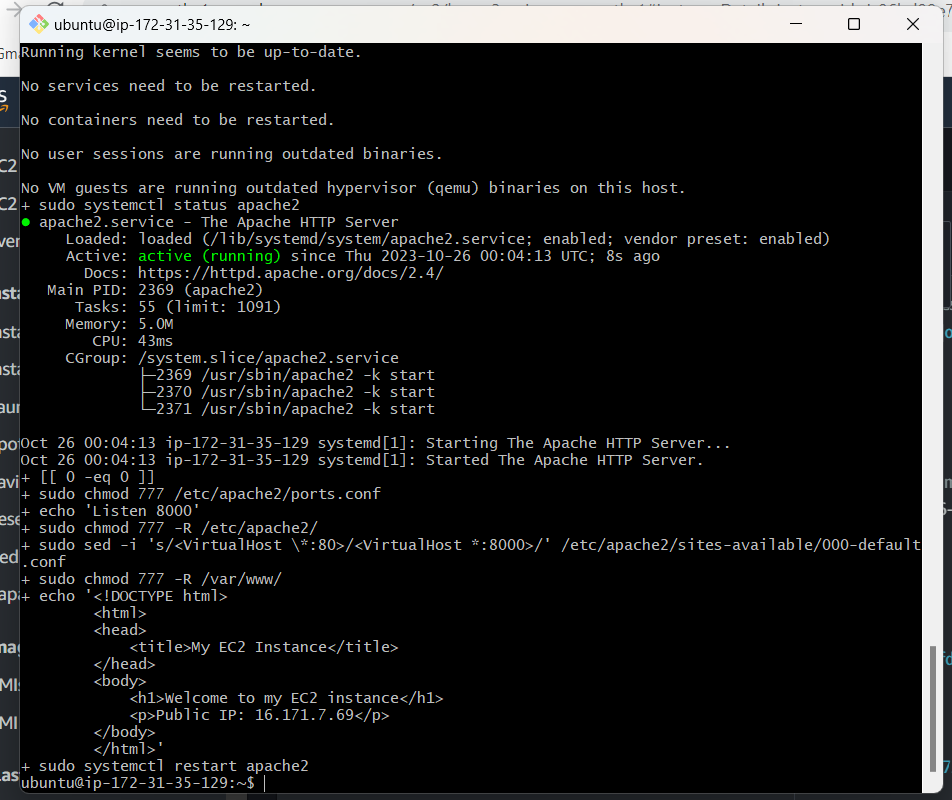 ubuntu@ip-172-31-35-129: ~
Running kernel seems to be up-to-date.
No services need to be restarted.
No containers need to be restarted.
No user sessions are running outdated binaries.
No VM guests are running outdated hypervisor (qemu) binaries on this host.
+ sudo systemctl status apache2
● apache2.service - The Apache HTTP Server
     Loaded: loaded (/lib/systemd/system/apache2.service; enabled; vendor preset: enabled)
     Active: active (running) since Thu 2023-10-26 00:04:13 UTC; 8s ago
       Docs: https://httpd.apache.org/docs/2.4/
   Main PID: 2369 (apache2)
      Tasks: 55 (limit: 1091)
     Memory: 5.0M
        CPU: 43ms
     CGroup: /system.slice/apache2.service
             ├─2369 /usr/sbin/apache2 -k start
             ├─2370 /usr/sbin/apache2 -k start
             └─2371 /usr/sbin/apache2 -k start
Oct 26 00:04:13 ip-172-31-35-129 systemd[1]: Starting The Apache HTTP Server...
Oct 26 00:04:13 ip-172-31-35-129 systemd[1]: Started The Apache HTTP Server.
+ [[ 0 -eq 0 ]]
+ sudo chmod 777 /etc/apache2/ports.conf
+ echo 'Listen 8000'
+ sudo chmod 777 -R /etc/apache2/
+ sudo sed -i 's/<VirtualHost \*:80>/<VirtualHost *:8000>/' /etc/apache2/sites-available/000-default
.conf
+ sudo chmod 777 -R /var/www/
+ echo '<!DOCTYPE html>
        <html>
        <head>
            <title>My EC2 Instance</title>
        </head>
        <body>
            <h1>Welcome to my EC2 instance</h1>
            <p>Public IP: 16.171.7.69</p>
        </body>
        </html>'
+ sudo systemctl restart apache2
ubuntu@ip-172-31-35-129:~$